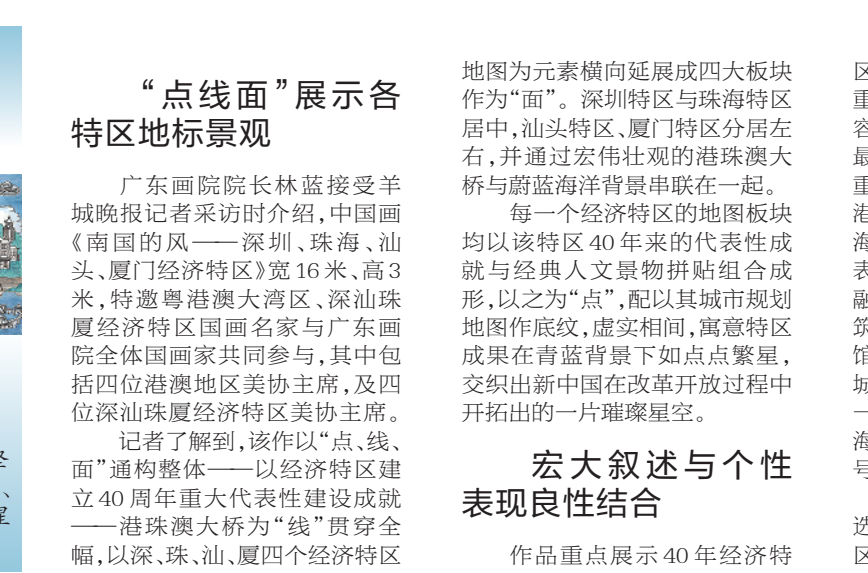 “点线面”展示各
特区地标景观
广东画院院长林蓝接受羊
城晚报记者采访时介绍,中国画
《南国的风——深圳、珠海、汕
头、厦门经济特区》宽16米、高3
米,特邀粤港澳大湾区、深汕珠
厦经济特区国画名家与广东画
院全体国画家共同参与,其中包
括四位港澳地区美协主席,及四
位深汕珠厦经济特区美协主席。
记者了解到,该作以“点、线、
面”通构整体——以经济特区建
立40周年重大代表性建设成就
——港珠澳大桥为“线”贯穿全
幅,以深、珠、汕、厦四个经济特区
地图为元素横向延展成四大板块
作为“面”。深圳特区与珠海特区
居中,汕头特区、厦门特区分居左
右,并通过宏伟壮观的港珠澳大
桥与蔚蓝海洋背景串联在一起。
每一个经济特区的地图板块
均以该特区40年来的代表性成
就与经典人文景物拼贴组合成
形,以之为“点”,配以其城市规划
地图作底纹,虚实相间,寓意特区
成果在青蓝背景下如点点繁星,
交织出新中国在改革开放过程中
开拓出的一片璀璨星空。
宏大叙述与个性
表现良性结合
作品重点展示40年经济特
区
重
容
最
重
港
海
表
融
筑
馆
城
一
海
号
选
区